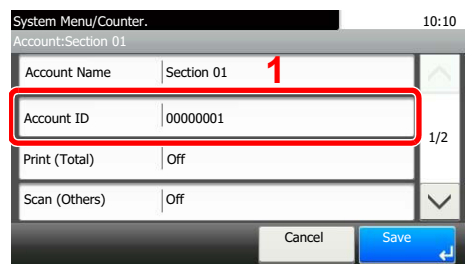 System Menu/Counter. 10:10
Account:Section 01
Account Name Section 01 1
Account ID 00000001
1/2
Print (Total) Off
Scan (Others) Off
Cancel Save